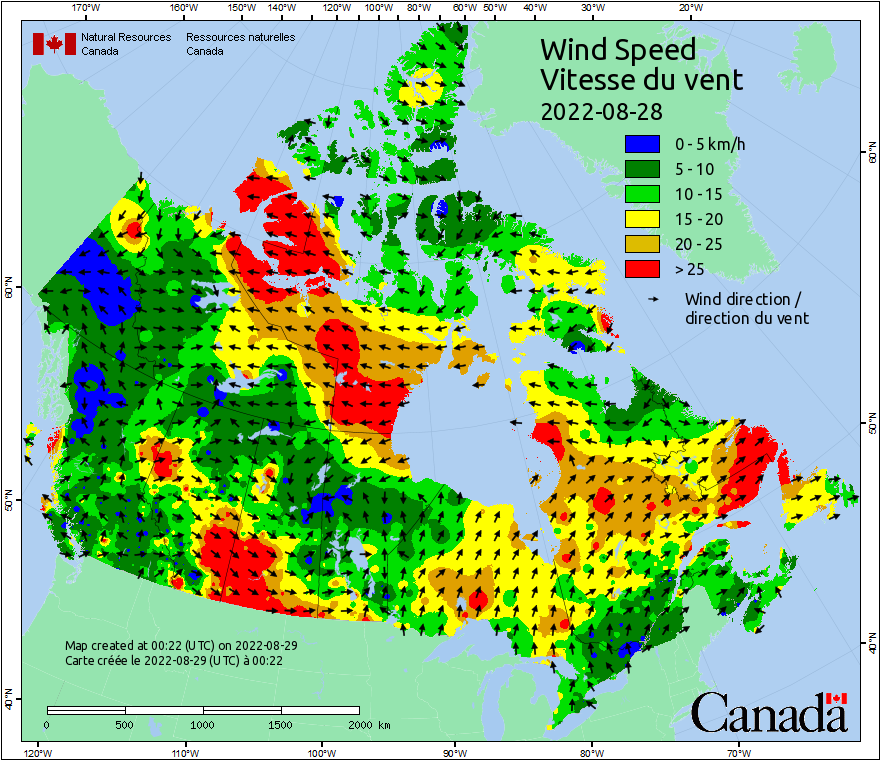 170°W 160°W 150°W 140°W 120°W 100°W 80°W 60°W 50°W 40°W 30°W 20°W
Natural Resources Canada
Ressources naturelles Canada
Wind Speed
Vitesse du vent
2022-08-28
0 - 5 km/h
5 - 10
10 - 15
15 - 20
20 - 25
> 25
Wind direction /
direction du vent
60°N
50°N
40°N
60°N
50°N
40°N
Map created at 00:22 (UTC) on 2022-08-29
Carte créée le 2022-08-29 (UTC) à 00:22
0 500 1000 1500 2000 km
Canada
120°W 110°W 100°W 90°W 80°W 70°W